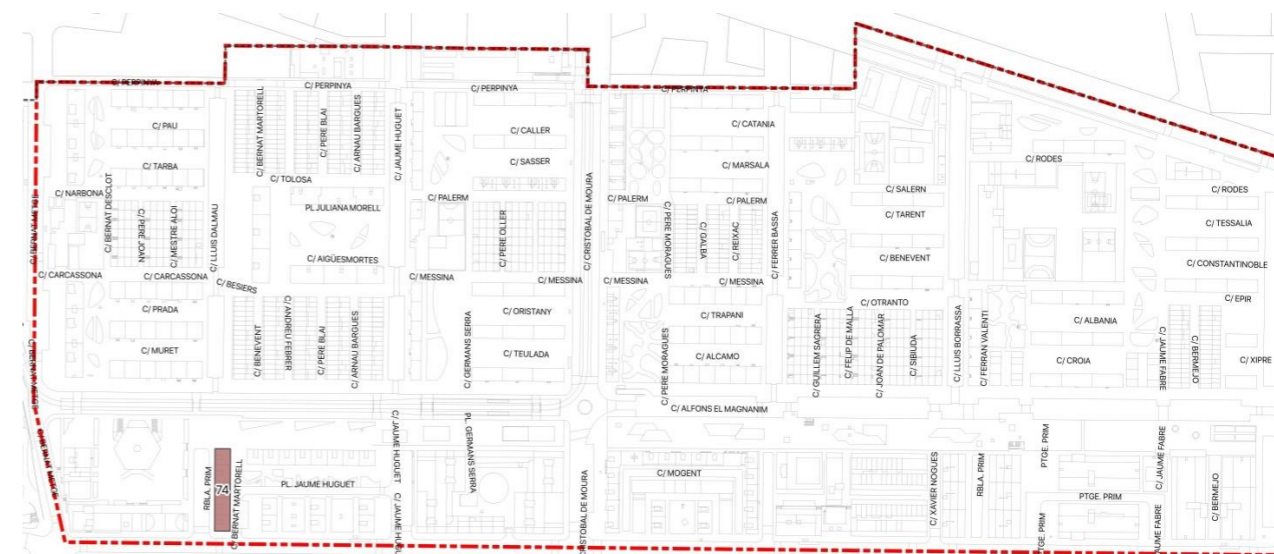 C/ PERPINYA
C/ PERPINYA
C/ PERPINYA
C/ PERPINYA
C/ PAU
C/ BERNAT MARTORELL
C/ PERE BLAI
C/ ARNAU BARGUES
C/ JAUME HUGUET
C/ CALLER
C/ CATANIA
C/ TARBA
C/ SASSER
C/ MARSALA
C/ RODES
C/ TOLOSA
C/ NARBONA
C/ BERNAT DESCLOT
C/ PERE JOAN
C/ MESTRE ALOI
C/ LLUIS DALMAU
PL JULIANA MORELL
C/ PALERM
C/ PERE OLLER
C/ CRISTOBAL DE MOURA
C/ PALERM
C/ PERE MORAGUES
C/ GALBA
C/ REIXAC
C/ PALERM
C/ FERRER BASSA
C/ SALERN
C/ TARENT
C/ RODES
C/ TESSALIA
C/ CARCASSONA
C/ CARCASSONA
C/ BESIERS
C/ AIGÜESMORTES
C/ MESSINA
C/ MESSINA
C/ MESSINA
C/ MESSINA
C/ BENEVENT
C/ CONSTANTINOBLE
C/ PRADA
C/ ORISTANY
C/ TRAPANI
C/ OTRANTO
C/ ALBANIA
C/ EPIR
C/ MURET
C/ BENEVENT
C/ ANDREU FEBRER
C/ PERE BLAI
C/ ARNAU BARGUES
C/ GERMANS SERRA
C/ TEULADA
C/ PERE MORAGUES
C/ ALCAMO
C/ GUILLEM SAGRERA
C/ FELIP DE MALLA
C/ JOAN DE PALOMAR
C/ SIBIUDA
C/ LLUIS BORRASSA
C/ FERRAN VALENTI
C/ CROIA
C/ JAUME FABRE
C/ BERMEJO
C/ XIPRE
C/ ALFONS EL MAGNANIM
RBLA. PRIM
74
C/ BERNAT MARTORELL
PL. JAUME HUGUET
C/ JAUME HUGUET
C/ JAUME HUGUET
PL. GERMANS SERRA
CRISTOBAL DE MOURA
C/ MOGENT
C/ XAVIER NOGUES
RBLA. PRIM
PTGE. PRIM
PTGE. PRIM
PTGE. PRIM
C/ JAUME FABRE
JAUME FABRE
C/ BERMEJO